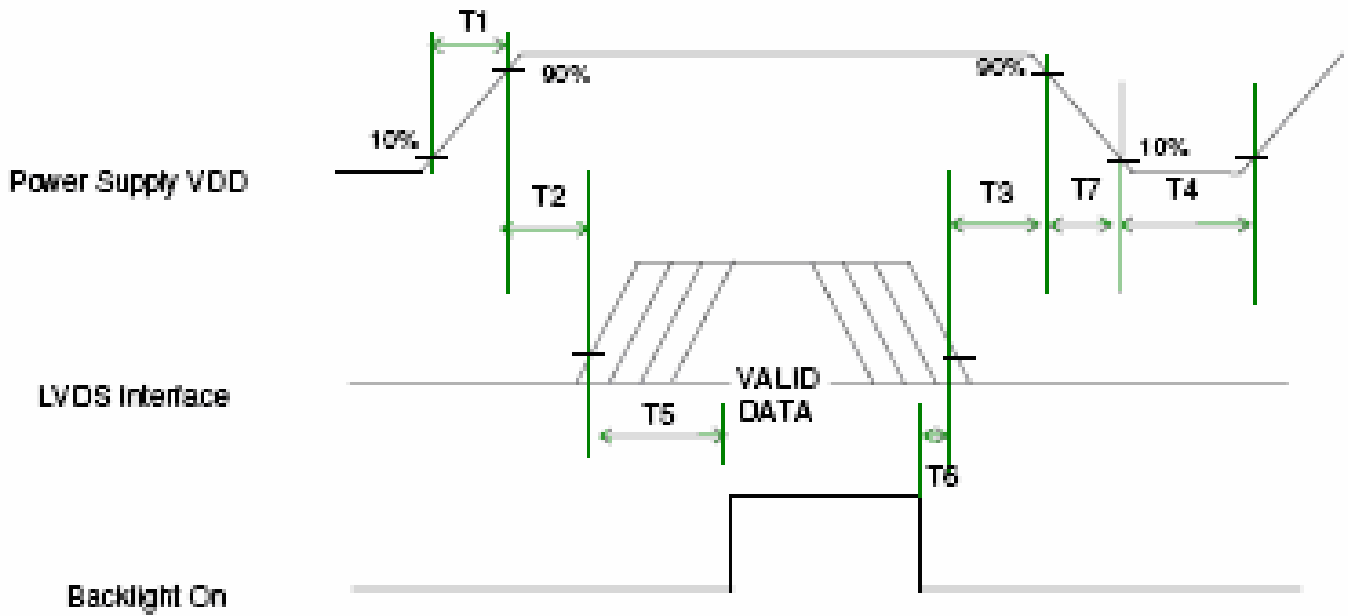 T1
90%
90%
10%
10%
Power Supply VDD
T2
T3
T7
T4
LVDS Interface
VALID
DATA
T5
T6
Backlight On